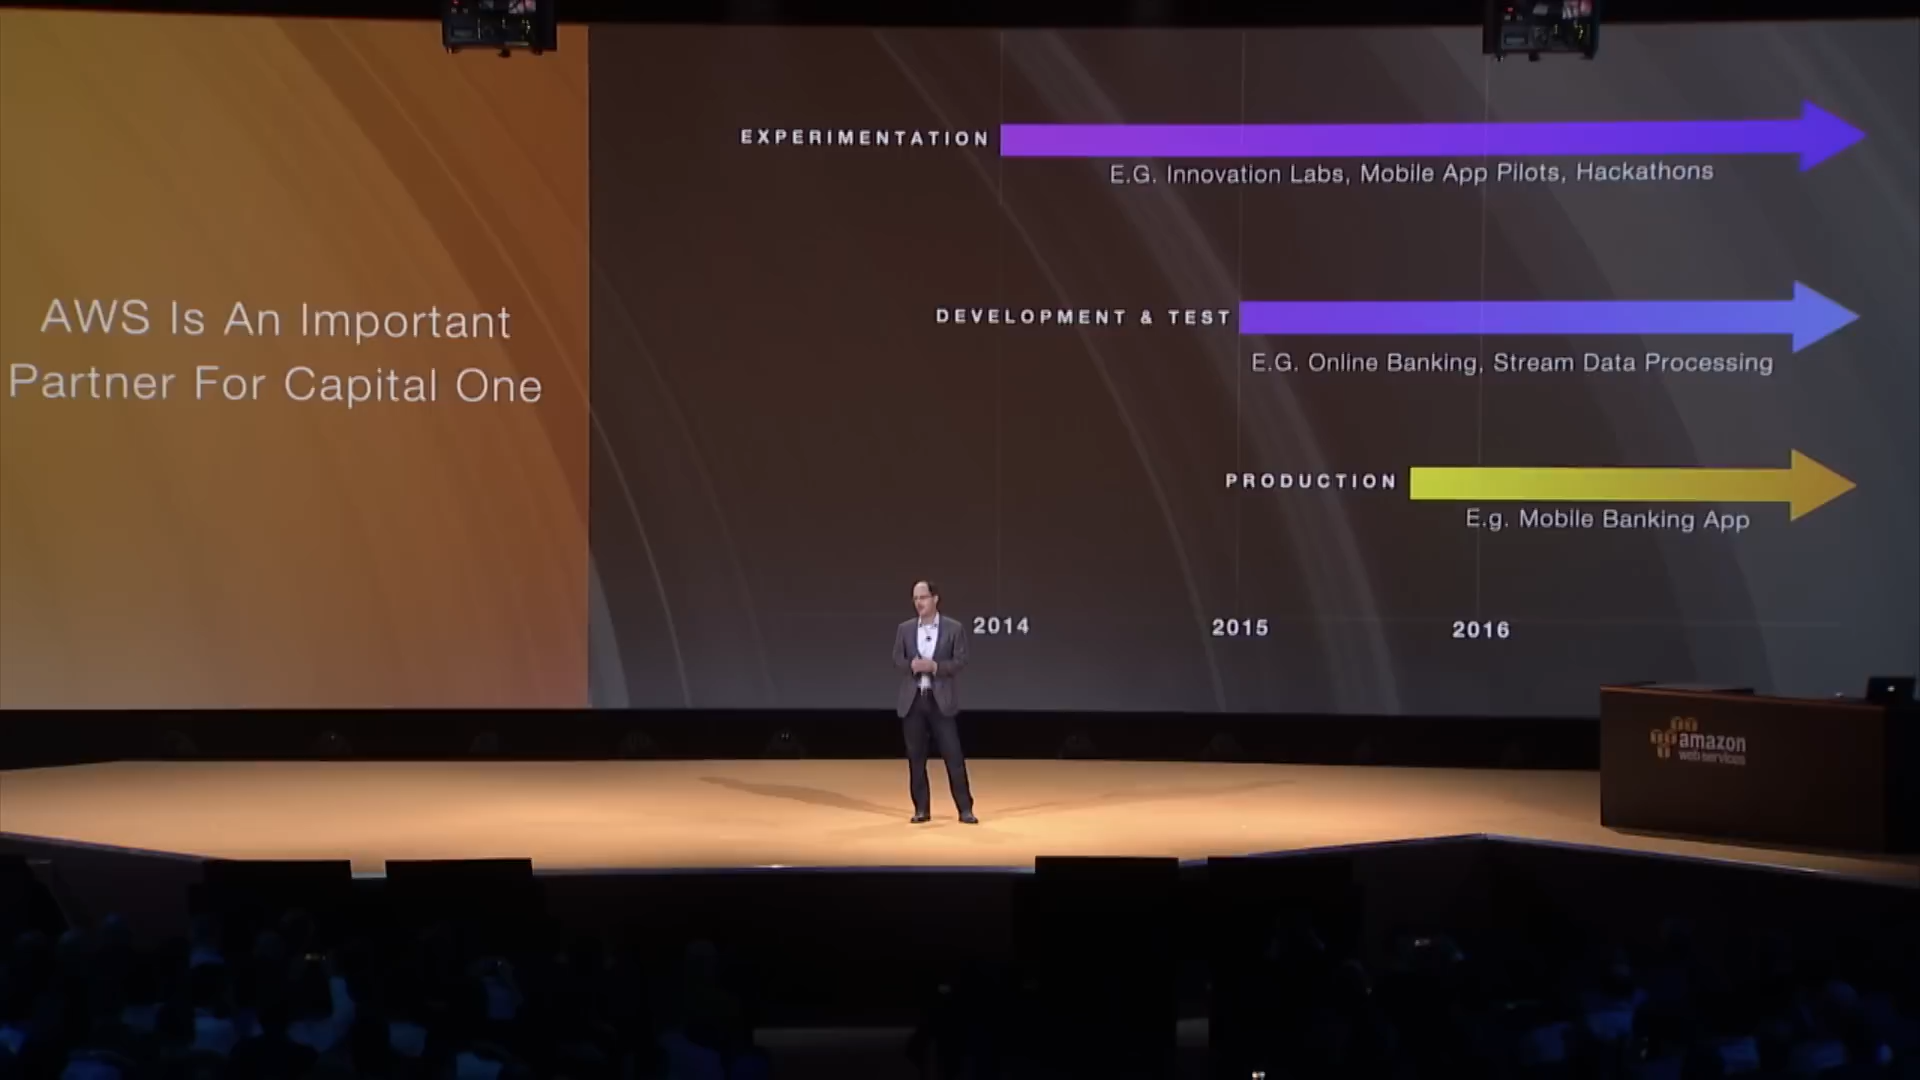 AWS Is An Important
Partner For Capital One
EXPERIMENTATION
E.G. Innovation Labs, Mobile App Pilots, Hackathons
DEVELOPMENT & TEST
E.G. Online Banking, Stream Data Processing
PRODUCTION
E.g. Mobile Banking App
2014 2015 2016
amazon
web services